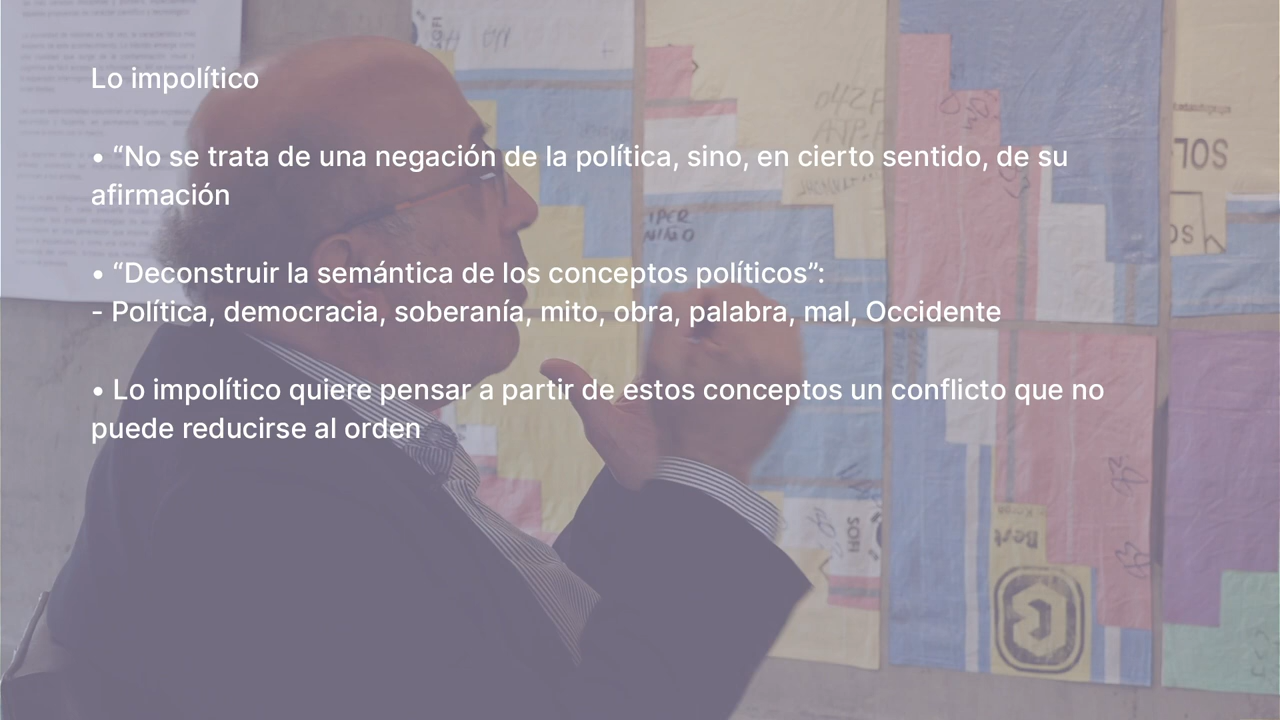 Lo impolítico
• “No se trata de una negación de la política, sino, en cierto sentido, de su
afirmación
• “Deconstruir la semántica de los conceptos políticos”:
- Política, democracia, soberanía, mito, obra, palabra, mal, Occidente
• Lo impolítico quiere pensar a partir de estos conceptos un conflicto que no
puede reducirse al orden